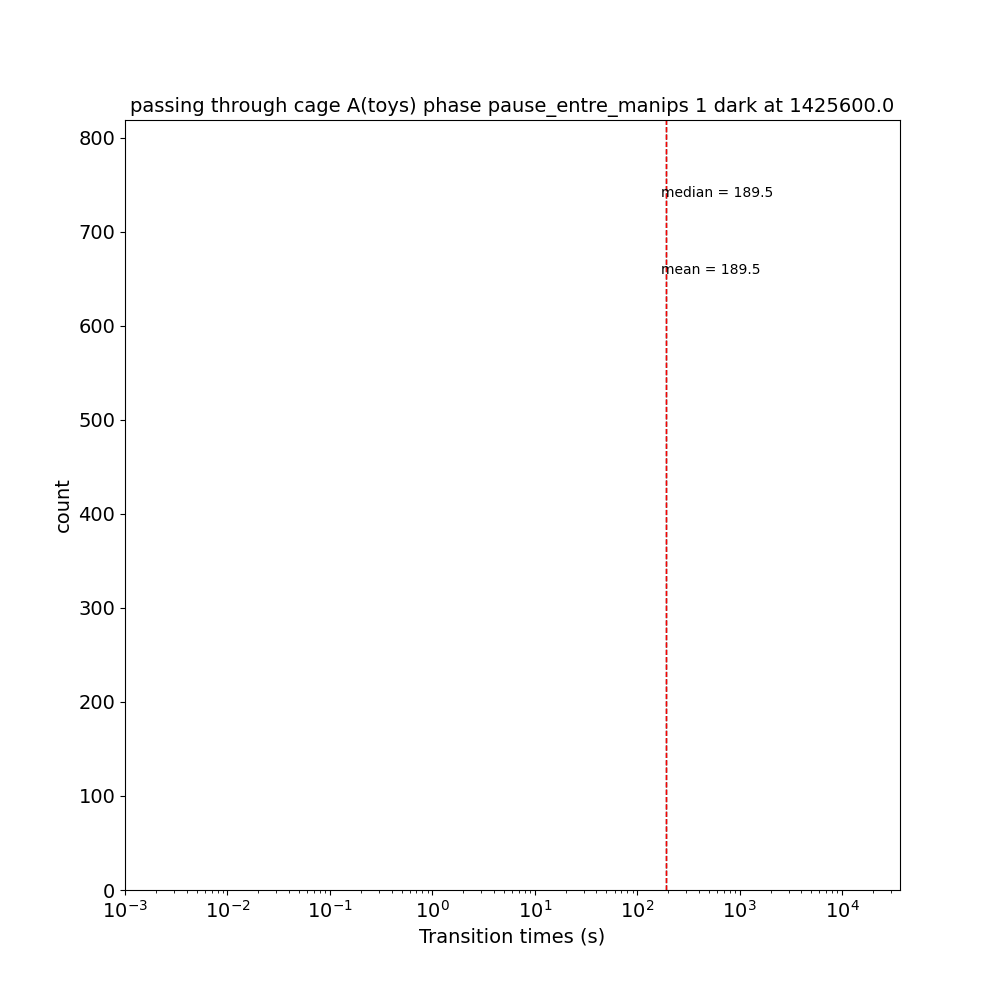 passing through cage A(toys) phase pause_entre_manips 1 dark at 1425600.0
800
median = 189.5
700
mean = 189.5
600
500
count
400
300
200
100
0
10⁻³ 10⁻² 10⁻¹ 10⁰ 10¹ 10² 10³ 10⁴
Transition times (s)